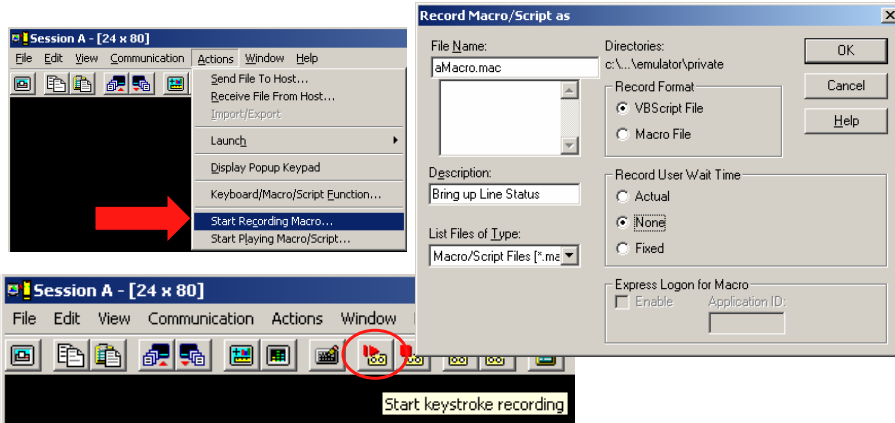 Session A - [24 x 80]
File Edit View Communication Actions Window Help
Send File To Host...
Receive File From Host...
Import/Export
Launch
Display Popup Keypad
Keyboard/Macro/Script Function...
Start Recording Macro...
Start Playing Macro/Script...
Record Macro/Script as
File Name:
aMacro.mac
Description:
Bring up Line Status
List Files of Type:
Macro/Script Files [*.ma
Directories:
c:\...\emulator\private
Record Format
VBScript File
Macro File
Record User Wait Time
Actual
None
Fixed
Express Logon for Macro
Enable Application ID:
OK
Cancel
Help
Session A - [24 x 80]
File Edit View Communication Actions Window
Start keystroke recording